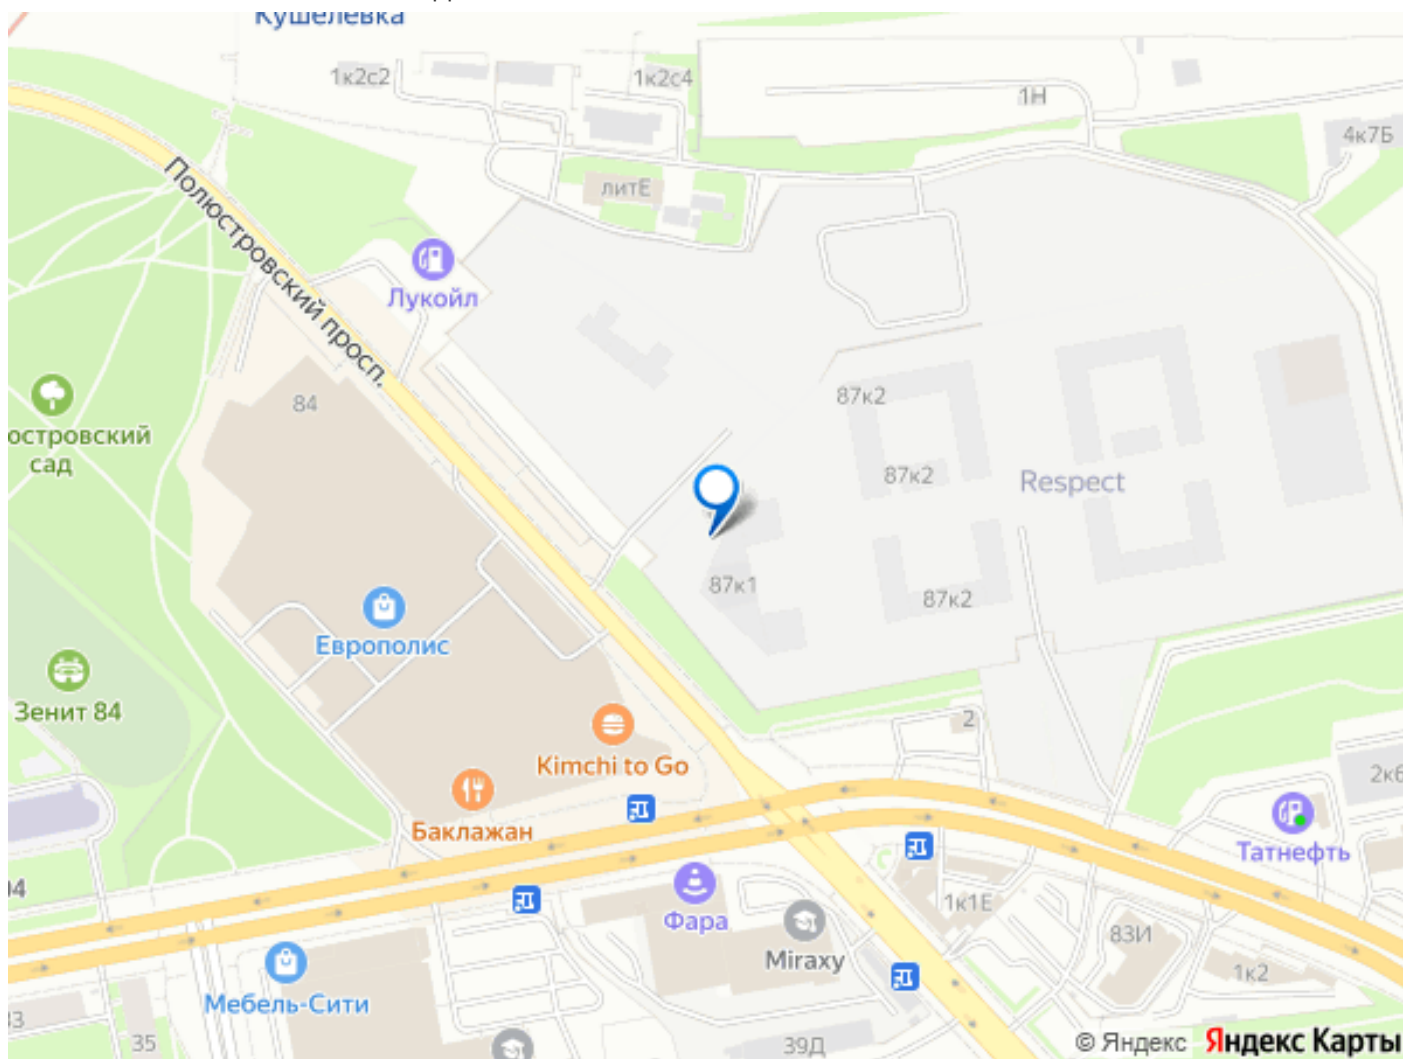 Кушелевка
1к2с2
1к2с4
1Н
4к7Б
литЕ
Полюстровский просп.
Лукойл
84
87к2
островский
сад
87к2
Respect
87к1
87к2
Европолис
Зенит 84
2
Kimchi to Go
2к6
Баклажан
Татнефть
04
Фара
1к1Е
83И
Miraxy
1к2
Мебель-Сити
33
35
39Д
© Яндекс Яндекс Карты